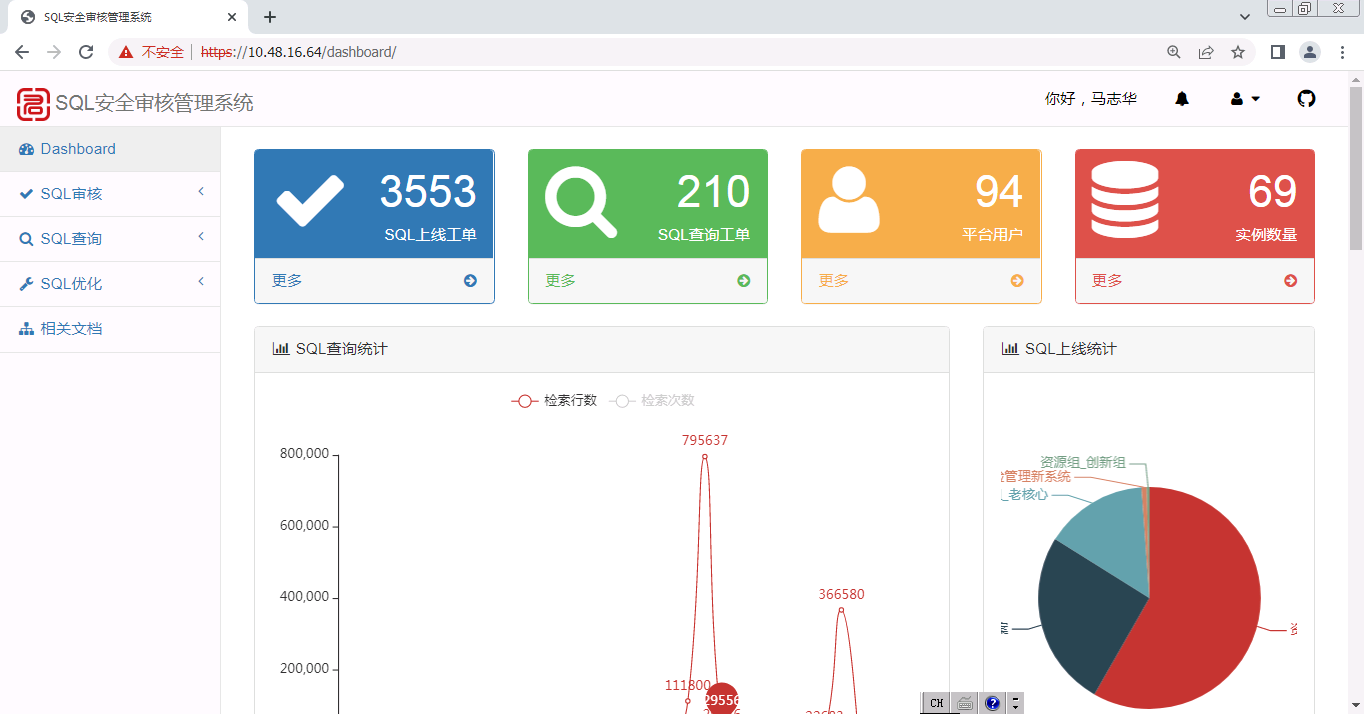 SQL安全审核管理系统
不安全 https://10.48.16.64/dashboard/
SQL安全审核管理系统
你好，马志华
Dashboard
SQL审核
SQL查询
SQL优化
相关文档
3553
SQL上线工单
更多
210
SQL查询工单
更多
94
平台用户
更多
69
实例数量
更多
SQL查询统计
检索行数
检索次数
800,000
600,000
400,000
200,000
795637
366580
111800
29556
SQL上线统计
资源组_创新组
管理新系统
_老核心
CH